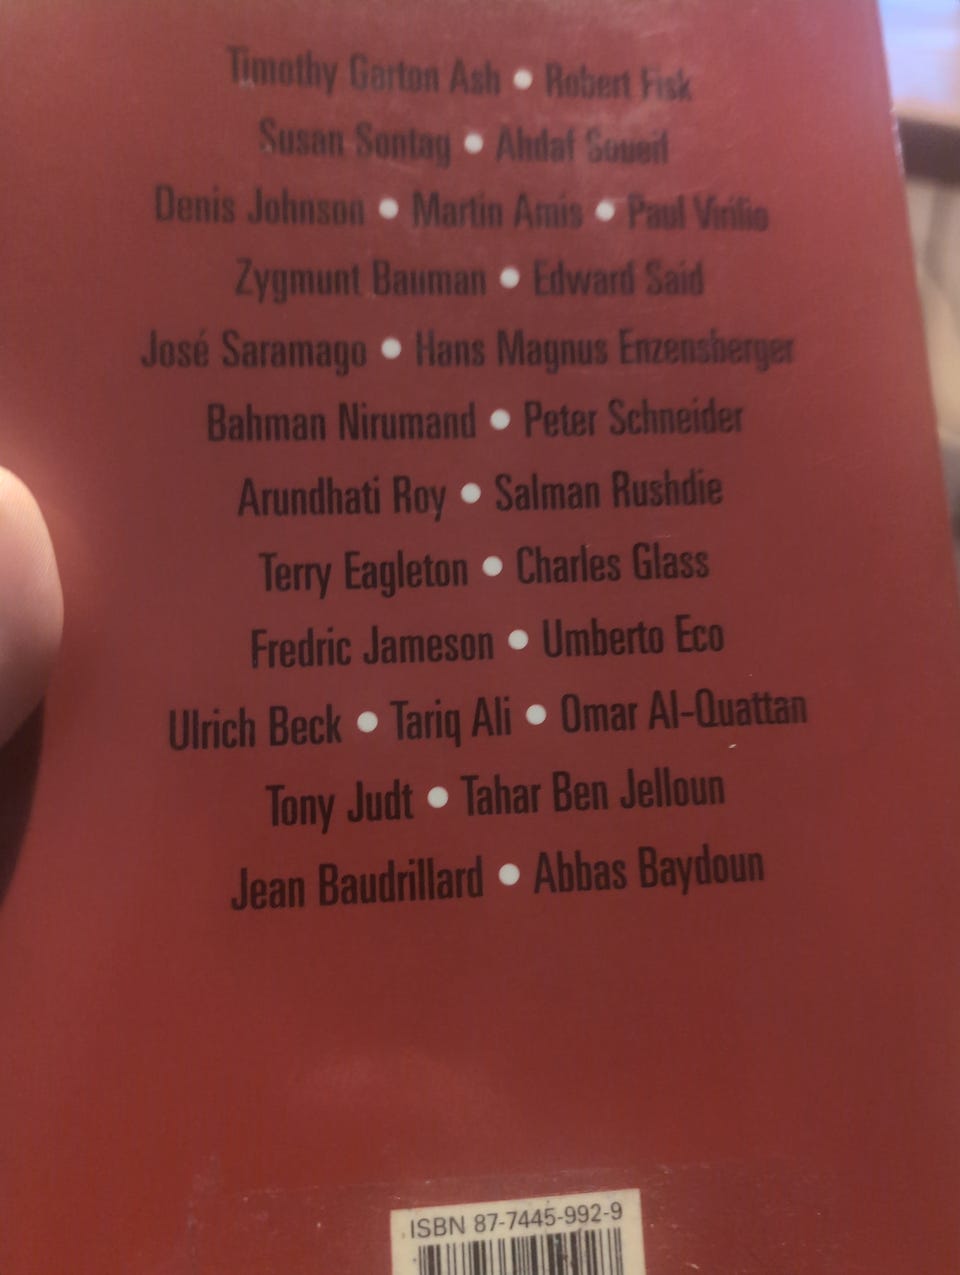 Timothy Garton Ash • Robert Fisk
Susan Sontag • Ahdaf Soueif
Denis Johnson • Martin Amis • Paul Virilio
Zygmunt Bauman • Edward Said
José Saramago • Hans Magnus Enzensberger
Bahman Nirumand • Peter Schneider
Arundhati Roy • Salman Rushdie
Terry Eagleton • Charles Glass
Fredric Jameson • Umberto Eco
Ulrich Beck • Tariq Ali • Omar Al-Quattan
Tony Judt • Tahar Ben Jelloun
Jean Baudrillard • Abbas Baydoun
ISBN 87-7445-992-9